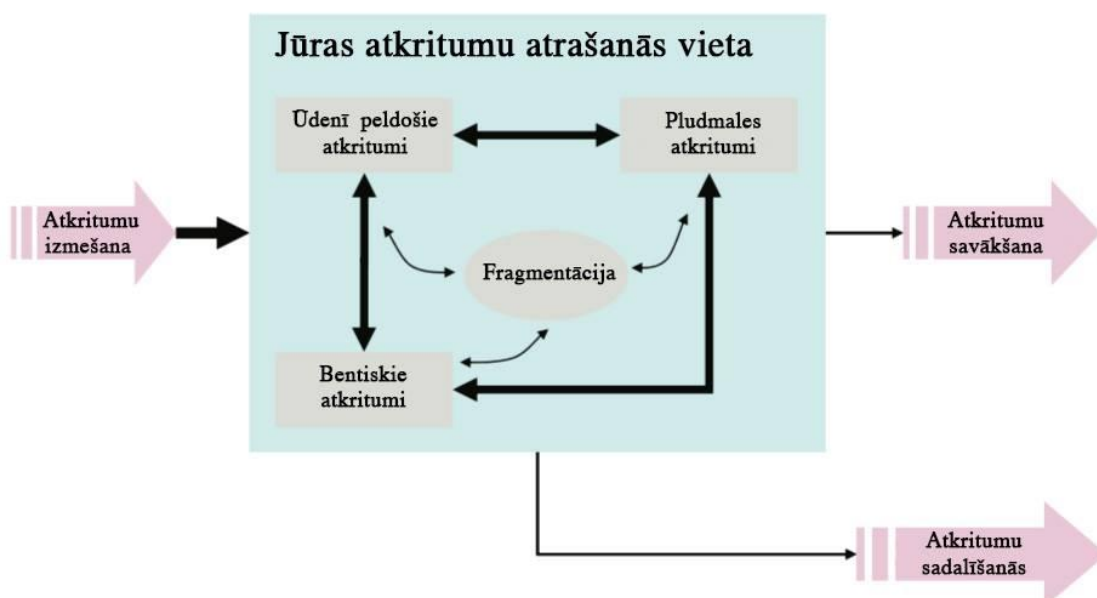 Jūras atkritumu atrašanās vieta
Ūdenī peldošie
atkritumi
Pludmales
atkritumi
Atkritumu
izmešana
Fragmentācija
Atkritumu
savākšana
Bentiskie
atkritumi
Atkritumu
sadalīšanās